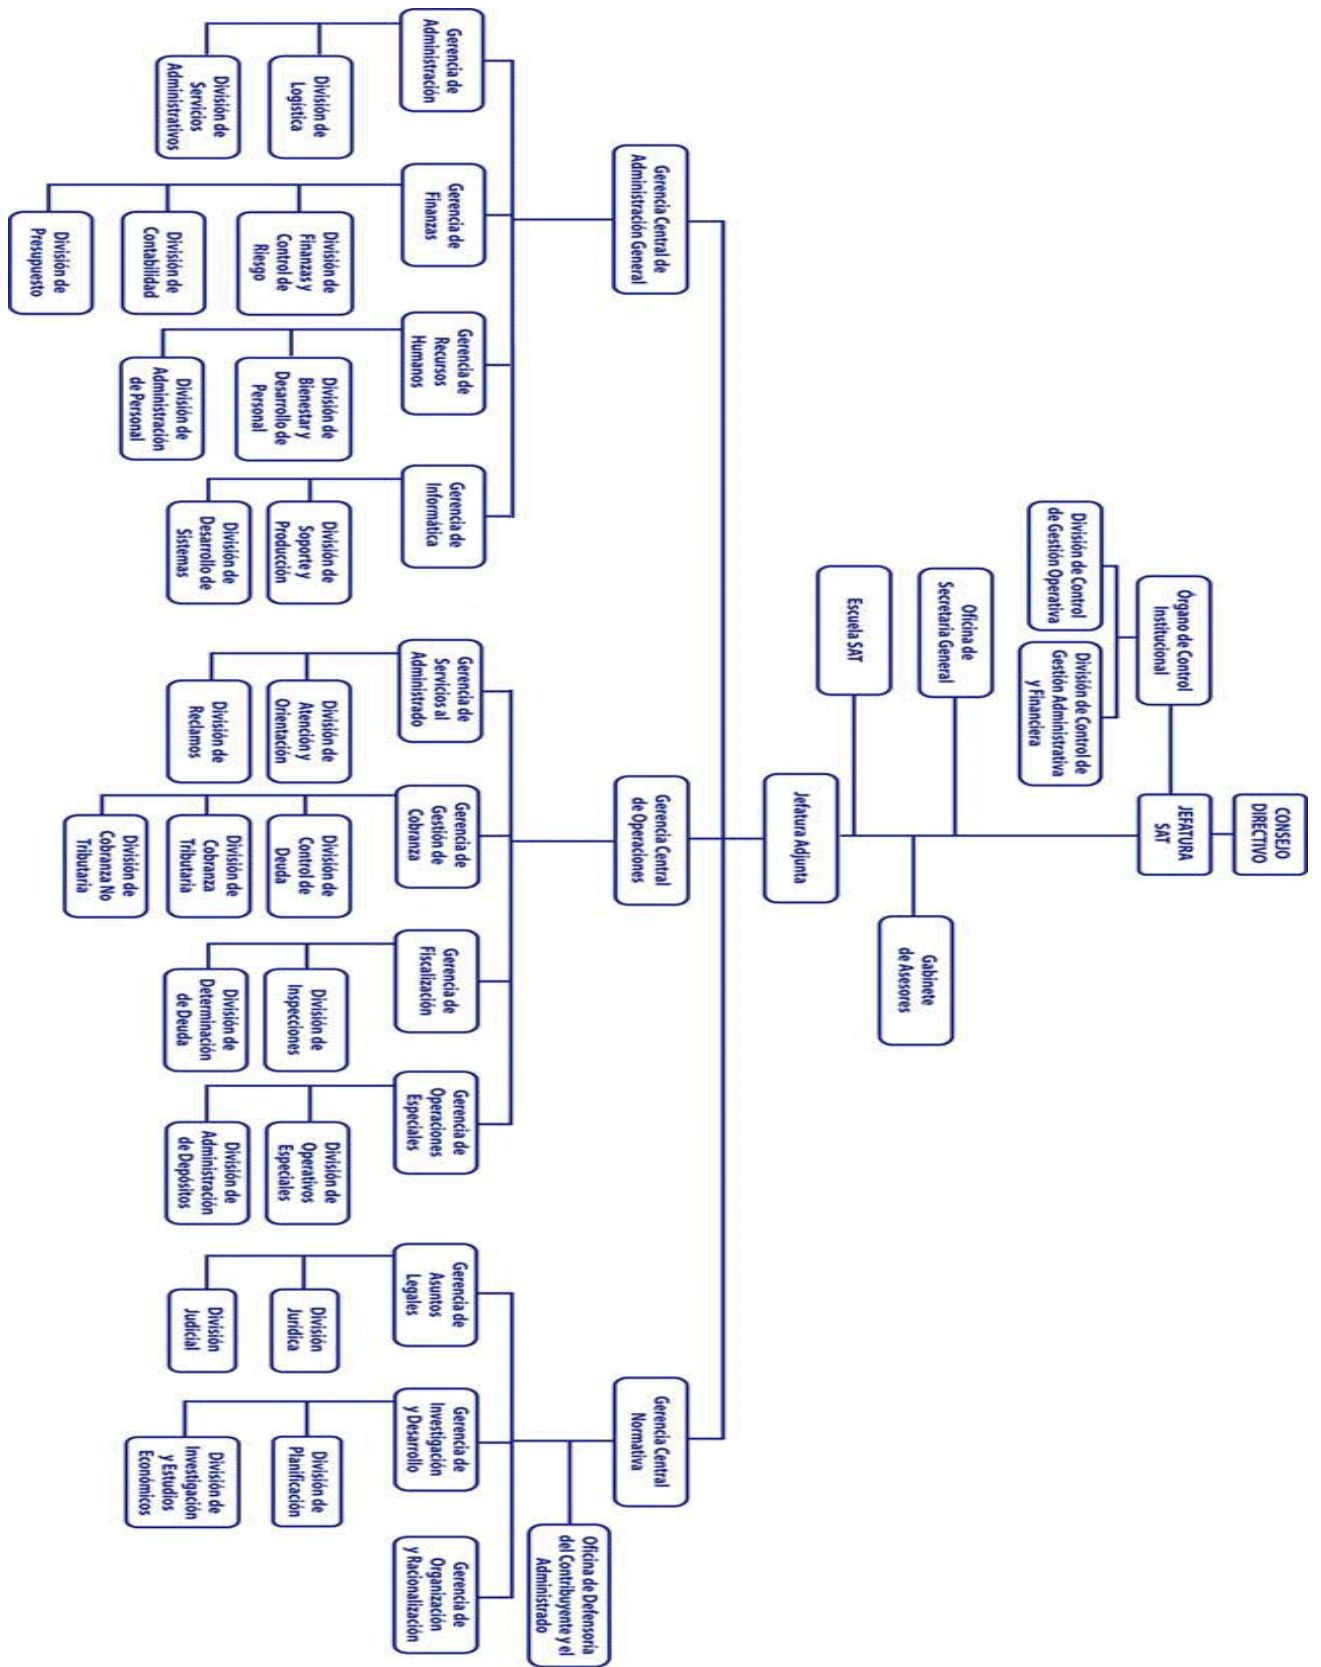 CONSEJO
DIRECTIVO
JEFATURA
SAT
Órgano de Control
Institucional
División de Control
de Gestión Operativa
División de Control de
Gestión Administrativa
y Financiera
Oficina de
Secretaria General
Gabinete
de Asesores
Escuela SAT
Jefatura Adjunta
Gerencia Central de
Administración General
Gerencia Central
de Operaciones
Gerencia Central
Normativa
Oficina de Defensoría
del Contribuyente y el
Administrado
Gerencia de
Administración
División de
Logística
División de
Servicios
Administrativos
Gerencia de
Finanzas
División de
Finanzas y
Control de
Riesgo
División de
Contabilidad
División de
Presupuesto
Gerencia de
Recursos
Humanos
División de
Bienestar y
Desarrollo de
Personal
División de
Administración
de Personal
Gerencia de
Informática
División de
Soporte y
Producción
División de
Desarrollo de
Sistemas
Gerencia de
Servicios al
Administrado
División de
Atención y
Orientación
División de
Reclamos
Gerencia de
Gestión de
Cobranza
División de
Control de
Deuda
División de
Cobranza
Tributaria
División de
Cobranza No
Tributaria
Gerencia de
Fiscalización
División de
Inspecciones
División de
Determinación
de Deuda
Gerencia de
Operaciones
Especiales
División de
Operativos
Especiales
División de
Administración
de Depósitos
Gerencia de
Asuntos
Legales
División
Jurídica
División
Judicial
Gerencia de
Investigación
y Desarrollo
División de
Planificación
División de
Investigación
y Estudios
Económicos
Gerencia de
Organización
y Racionalización